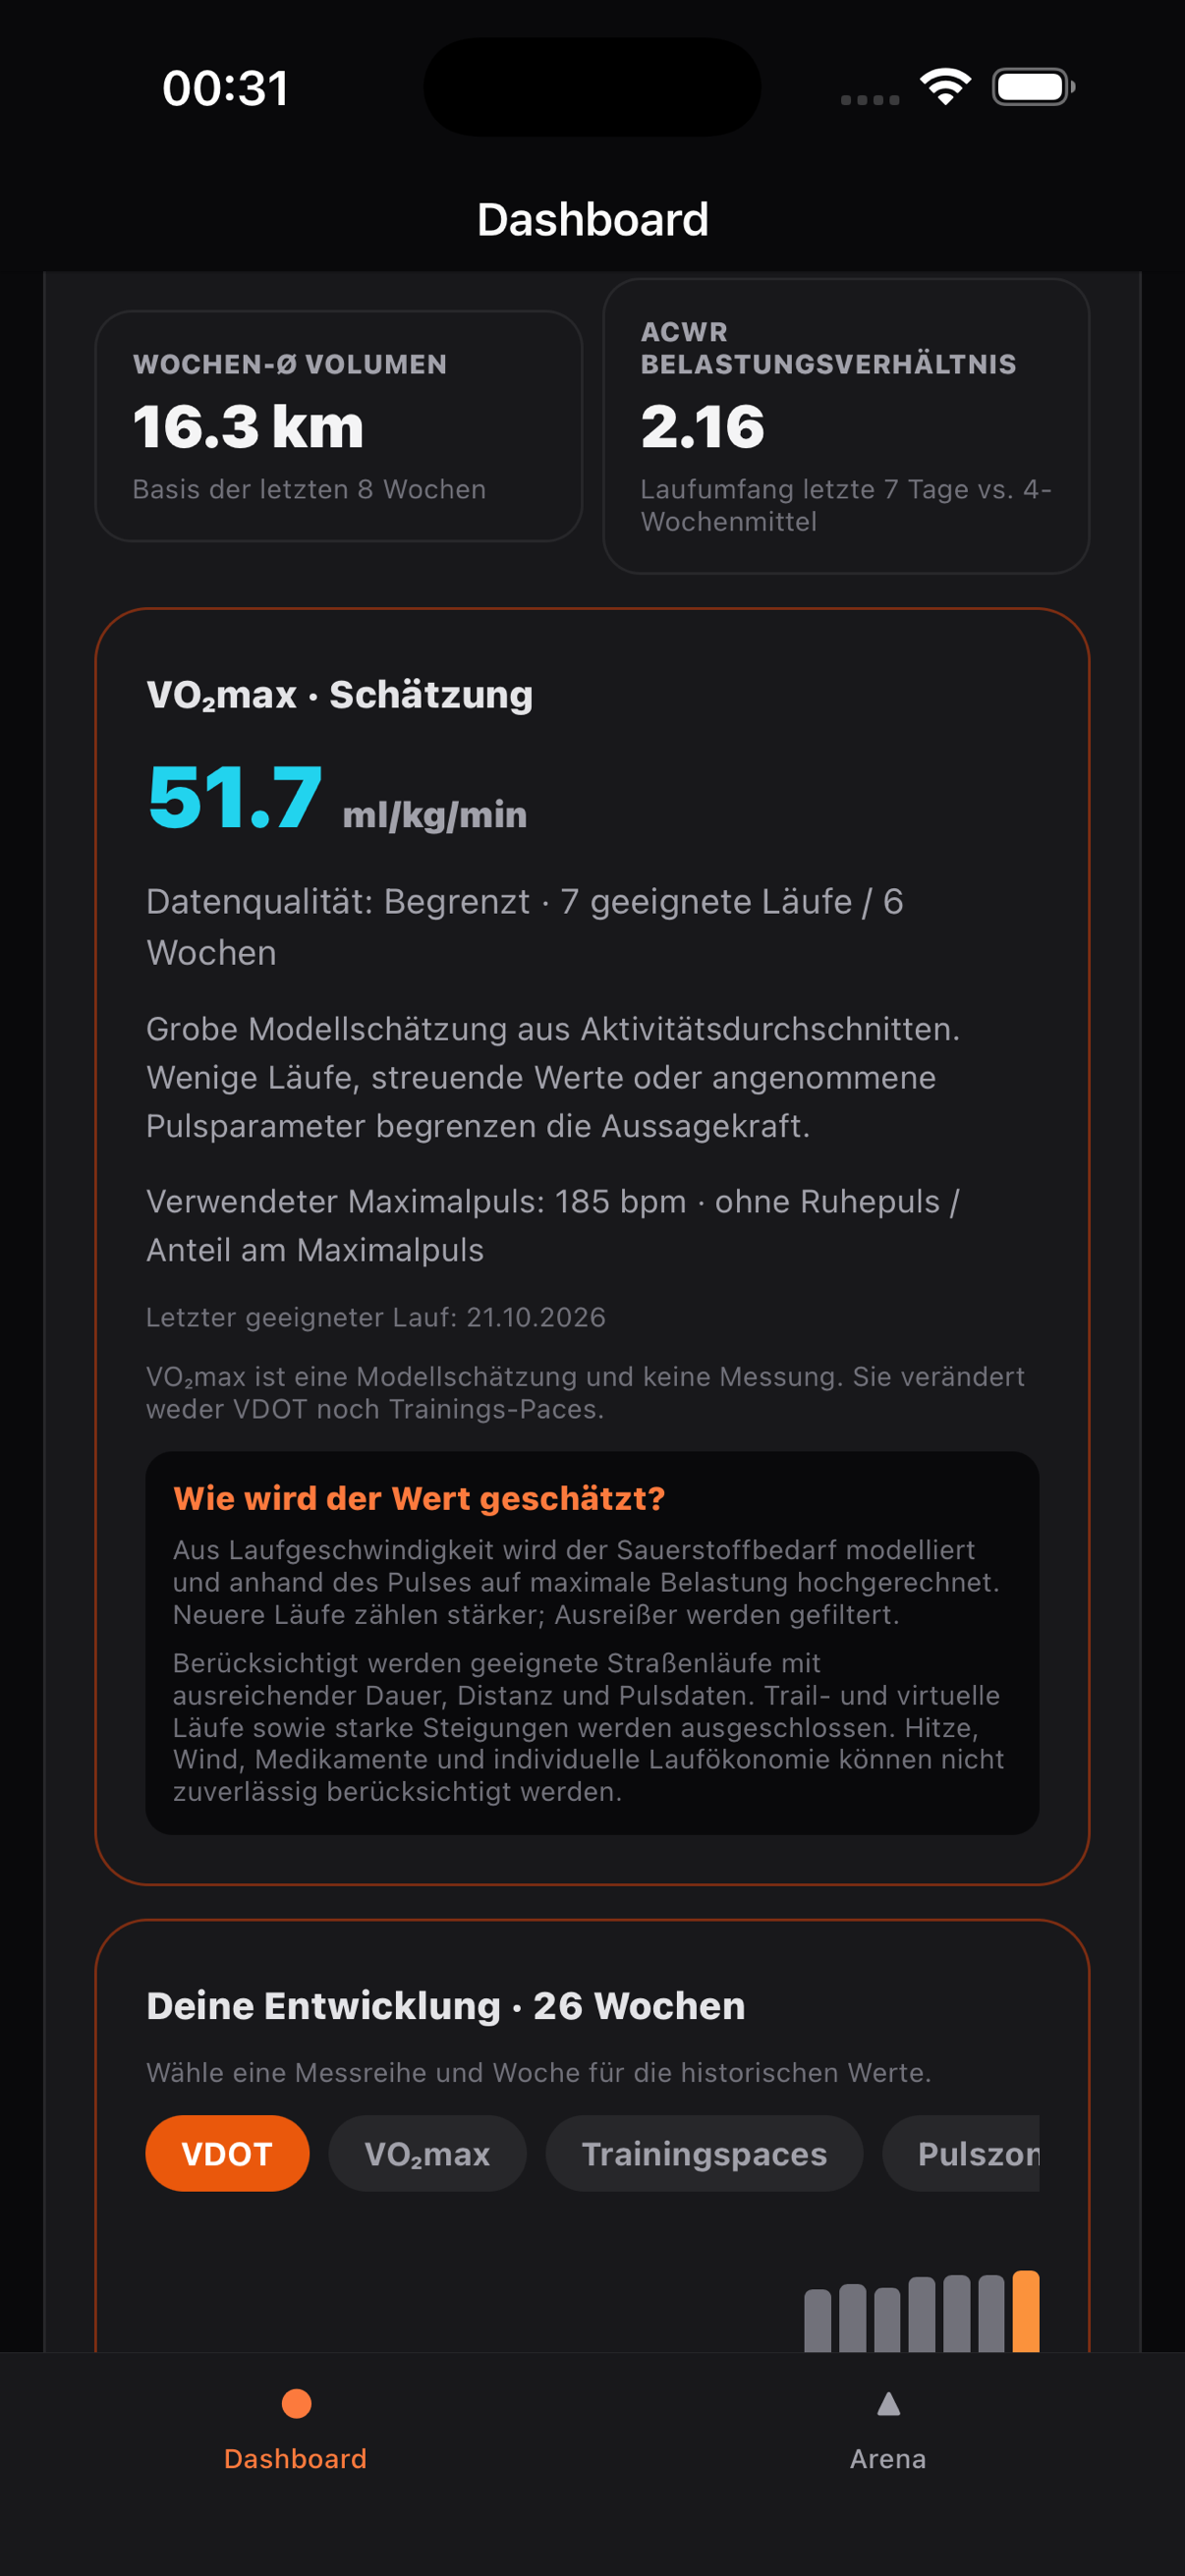 00:31
Dashboard
WOCHEN-Ø VOLUMEN
16.3 km
Basis der letzten 8 Wochen
ACWR
BELASTUNGSVERHÄLTNIS
2.16
Laufumfang letzte 7 Tage vs. 4-
Wochenmittel
VO₂max · Schätzung
51.7 ml/kg/min
Datenqualität: Begrenzt · 7 geeignete Läufe / 6
Wochen
Grobe Modellschätzung aus Aktivitätsdurchschnitten.
Wenige Läufe, streuende Werte oder angenommene
Pulsparameter begrenzen die Aussagekraft.
Verwendeter Maximalpuls: 185 bpm · ohne Ruhepuls /
Anteil am Maximalpuls
Letzter geeigneter Lauf: 21.10.2026
VO₂max ist eine Modellschätzung und keine Messung. Sie verändert
weder VDOT noch Trainings-Paces.
Wie wird der Wert geschätzt?
Aus Laufgeschwindigkeit wird der Sauerstoffbedarf modelliert
und anhand des Pulses auf maximale Belastung hochgerechnet.
Neuere Läufe zählen stärker; Ausreißer werden gefiltert.
Berücksichtigt werden geeignete Straßenläufe mit
ausreichender Dauer, Distanz und Pulsdaten. Trail- und virtuelle
Läufe sowie starke Steigungen werden ausgeschlossen. Hitze,
Wind, Medikamente und individuelle Laufökonomie können nicht
zuverlässig berücksichtigt werden.
Deine Entwicklung · 26 Wochen
Wähle eine Messreihe und Woche für die historischen Werte.
VDOT
VO₂max
Trainingspaces
Pulszon
Dashboard
Arena